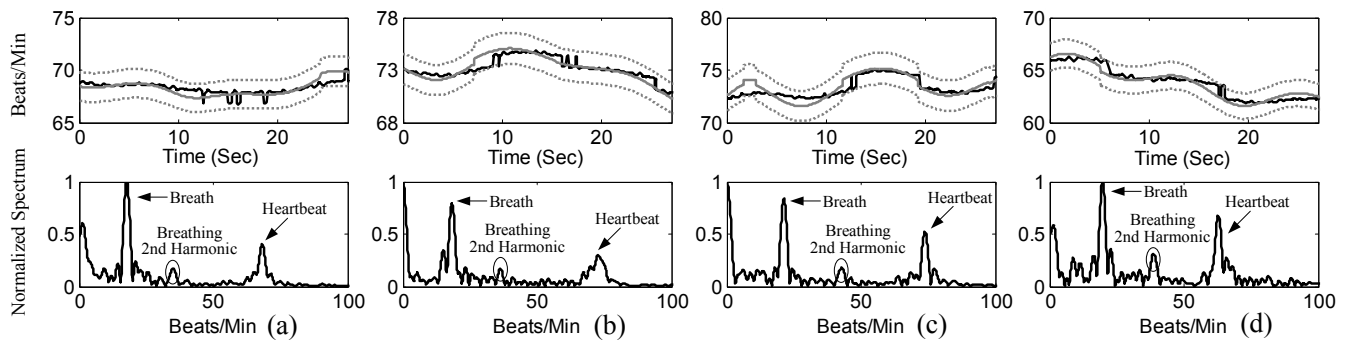 Beats/Min
75
70
65
0 10 20
Time (Sec)
78
73
68
0 10 20
Time (Sec)
80
75
70
0 10 20
Time (Sec)
70
65
60
0 10 20
Time (Sec)
Normalized Spectrum
1
0.5
0
Breath
Breathing
2nd Harmonic
Heartbeat
0 50 100
Beats/Min (a)
1
0.5
0
Breath
Breathing
2nd Harmonic
Heartbeat
0 50 100
Beats/Min (b)
1
0.5
0
Breath
Breathing
2nd Harmonic
Heartbeat
0 50 100
Beats/Min (c)
1
0.5
0
Breath
Breathing
2nd Harmonic
Heartbeat
0 50 100
Beats/Min (d)